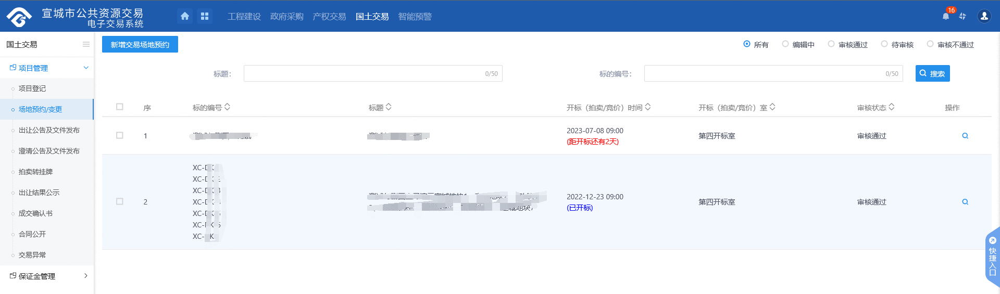 宣城市公共资源交易
电子交易系统
工程建设 政府采购 产权交易 国土交易 智能预警
16
国土交易
新增交易场地预约
所有 编辑中 审核通过 待审核 审核不通过
项目管理
标题： 0/50 标的编号： 0/50 搜索
项目登记
场地预约/变更
出让公告及文件发布
澄清公告及文件发布
拍卖转挂牌
出让结果公示
成交确认书
合同公开
交易异常
保证金管理
序 标的编号 标题 开标（拍卖/竞价）时间 开标（拍卖/竞价）室 审核状态 操作
1 2023-07-08 09:00 第四开标室 审核通过
(距开标还有2天)
XC-
XC-
XC-
XC-
XC-
XC-
XC-
2 2022-12-23 09:00 第四开标室 审核通过
(已开标)
快捷入口